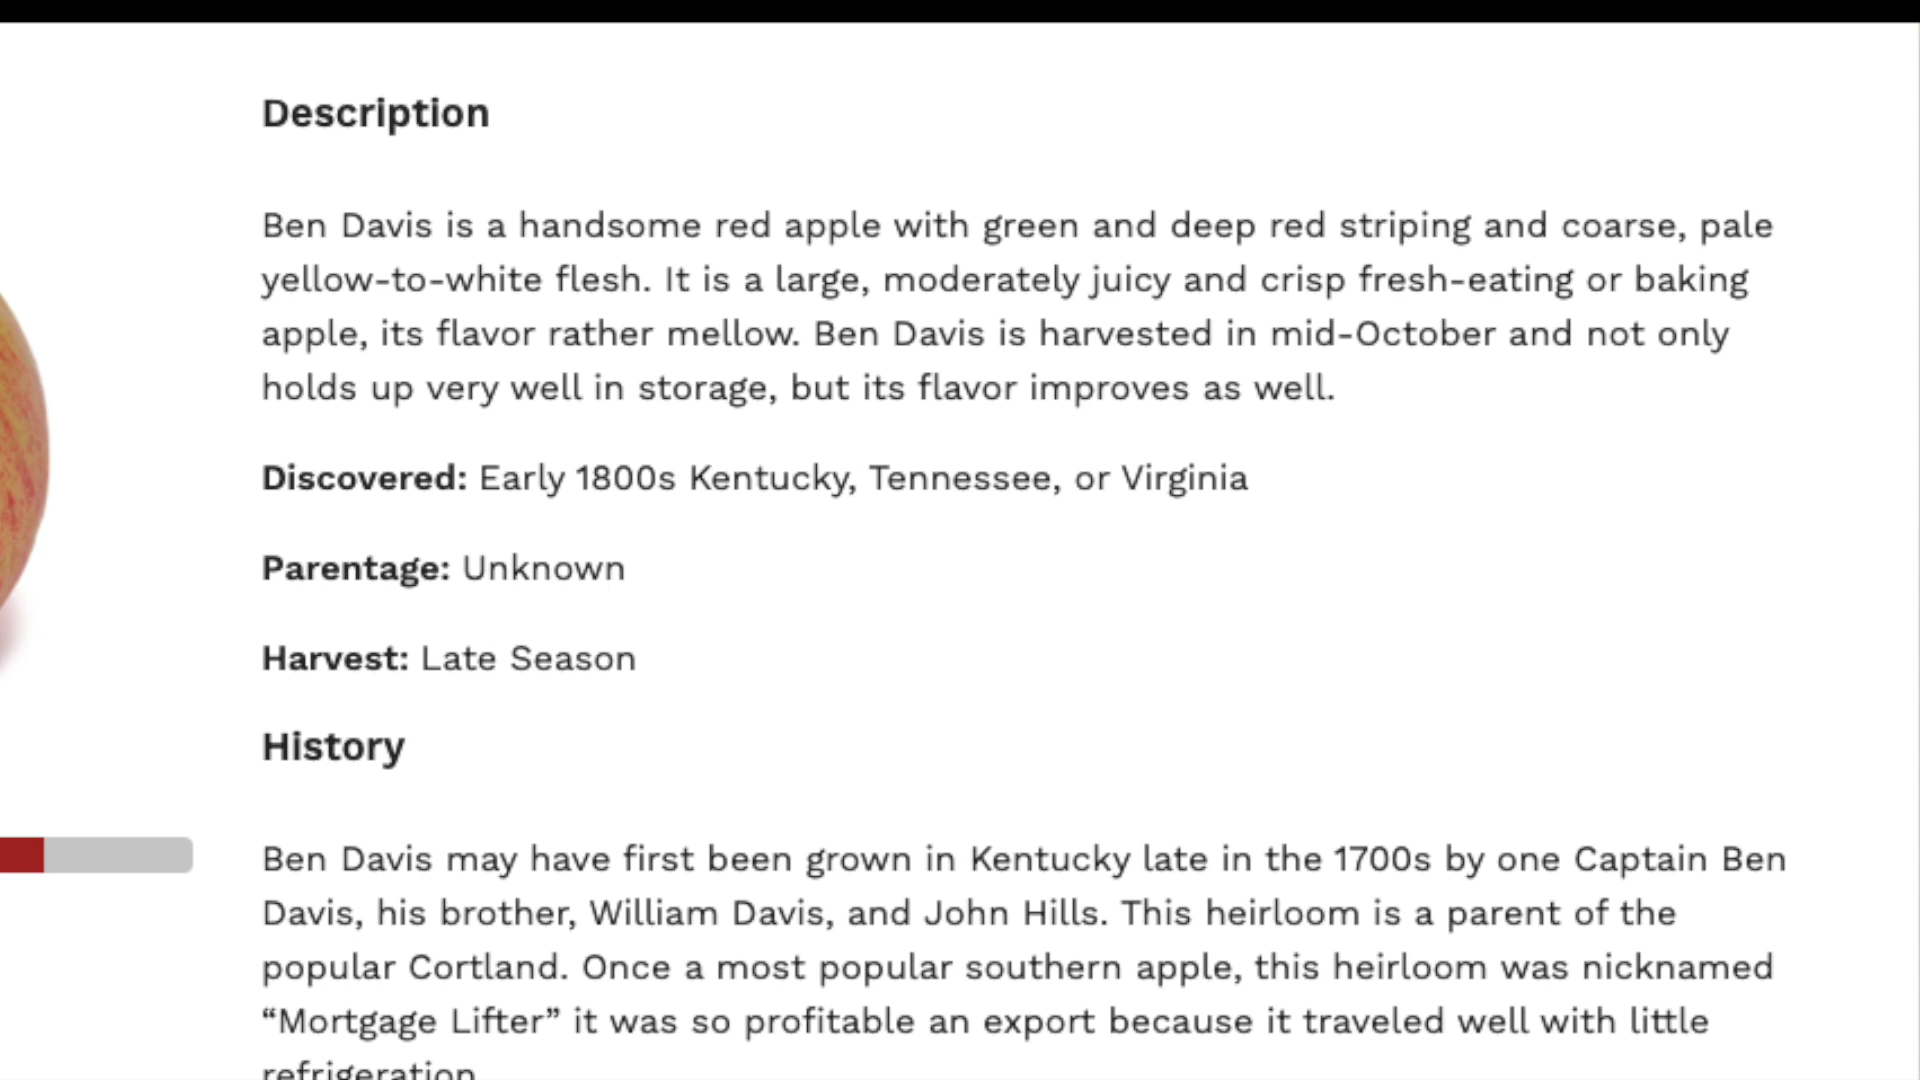 Description
Ben Davis is a handsome red apple with green and deep red striping and coarse, pale
yellow-to-white flesh. It is a large, moderately juicy and crisp fresh-eating or baking
apple, its flavor rather mellow. Ben Davis is harvested in mid-October and not only
holds up very well in storage, but its flavor improves as well.
Discovered: Early 1800s Kentucky, Tennessee, or Virginia
Parentage: Unknown
Harvest: Late Season
History
Ben Davis may have first been grown in Kentucky late in the 1700s by one Captain Ben
Davis, his brother, William Davis, and John Hills. This heirloom is a parent of the
popular Cortland. Once a most popular southern apple, this heirloom was nicknamed
“Mortgage Lifter” it was so profitable an export because it traveled well with little
refrigeration